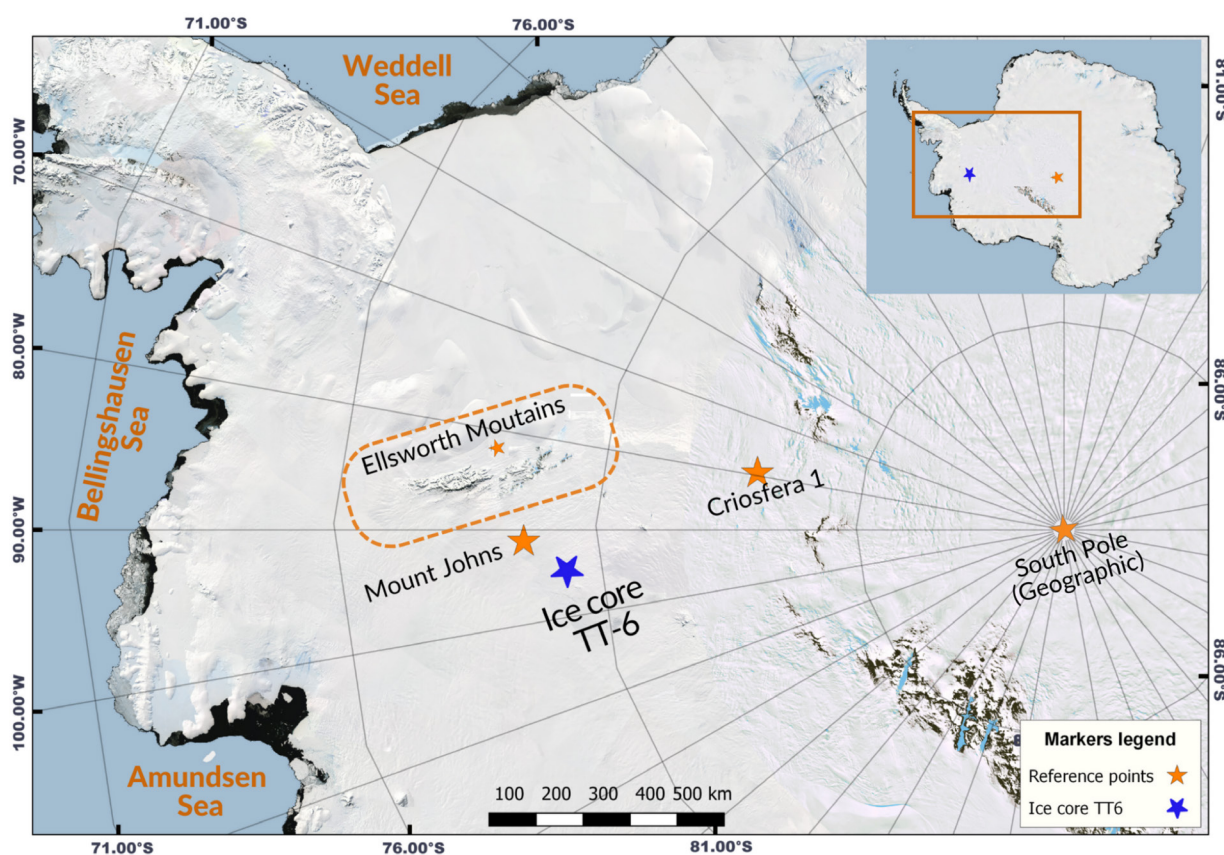 71.00°S
76.00°S
Weddell
Sea
81.00°S
70.00°W
80.00°W
86.00°S
Bellingshausen
Sea
Ellsworth Moutains
Criosfera 1
90.00°W
Mount Johns
South Pole
(Geographic)
Ice core
TT-6
86.00°S
100.00°W
Amundsen
Sea
100 200 300 400 500 km
Markers legend
Reference points
Ice core TT6
71.00°S
76.00°S
81.00°S